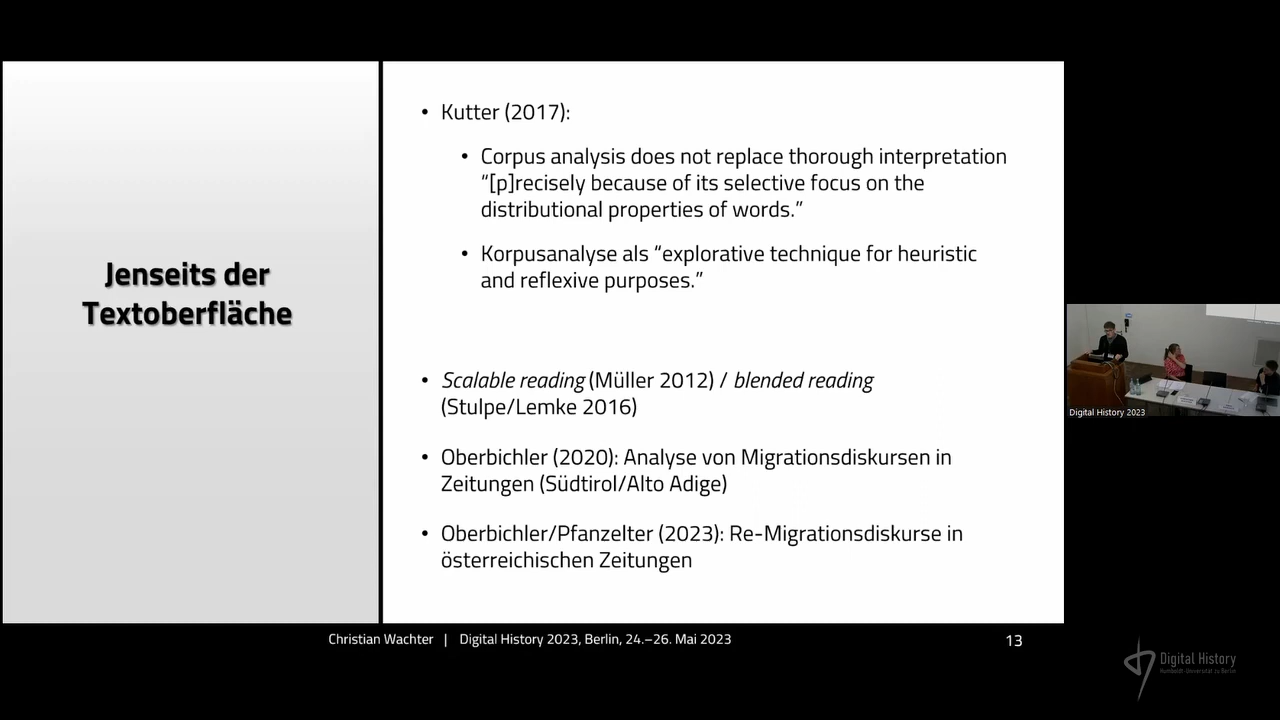 Jenseits der
Textoberfläche
• Kutter (2017):
• Corpus analysis does not replace thorough interpretation
“[p]recisely because of its selective focus on the
distributional properties of words.”
• Korpusanalyse als “explorative technique for heuristic
and reflexive purposes.”
• Scalable reading (Müller 2012) / blended reading
(Stulpe/Lemke 2016)
• Oberbichler (2020): Analyse von Migrationsdiskursen in
Zeitungen (Südtirol/Alto Adige)
• Oberbichler/Pfanzelter (2023): Re-Migrationsdiskurse in
österreichischen Zeitungen
Christian Wachter | Digital History 2023, Berlin, 24.–26. Mai 2023
13
Digital History 2023
Digital History
Humboldt-Universität zu Berlin